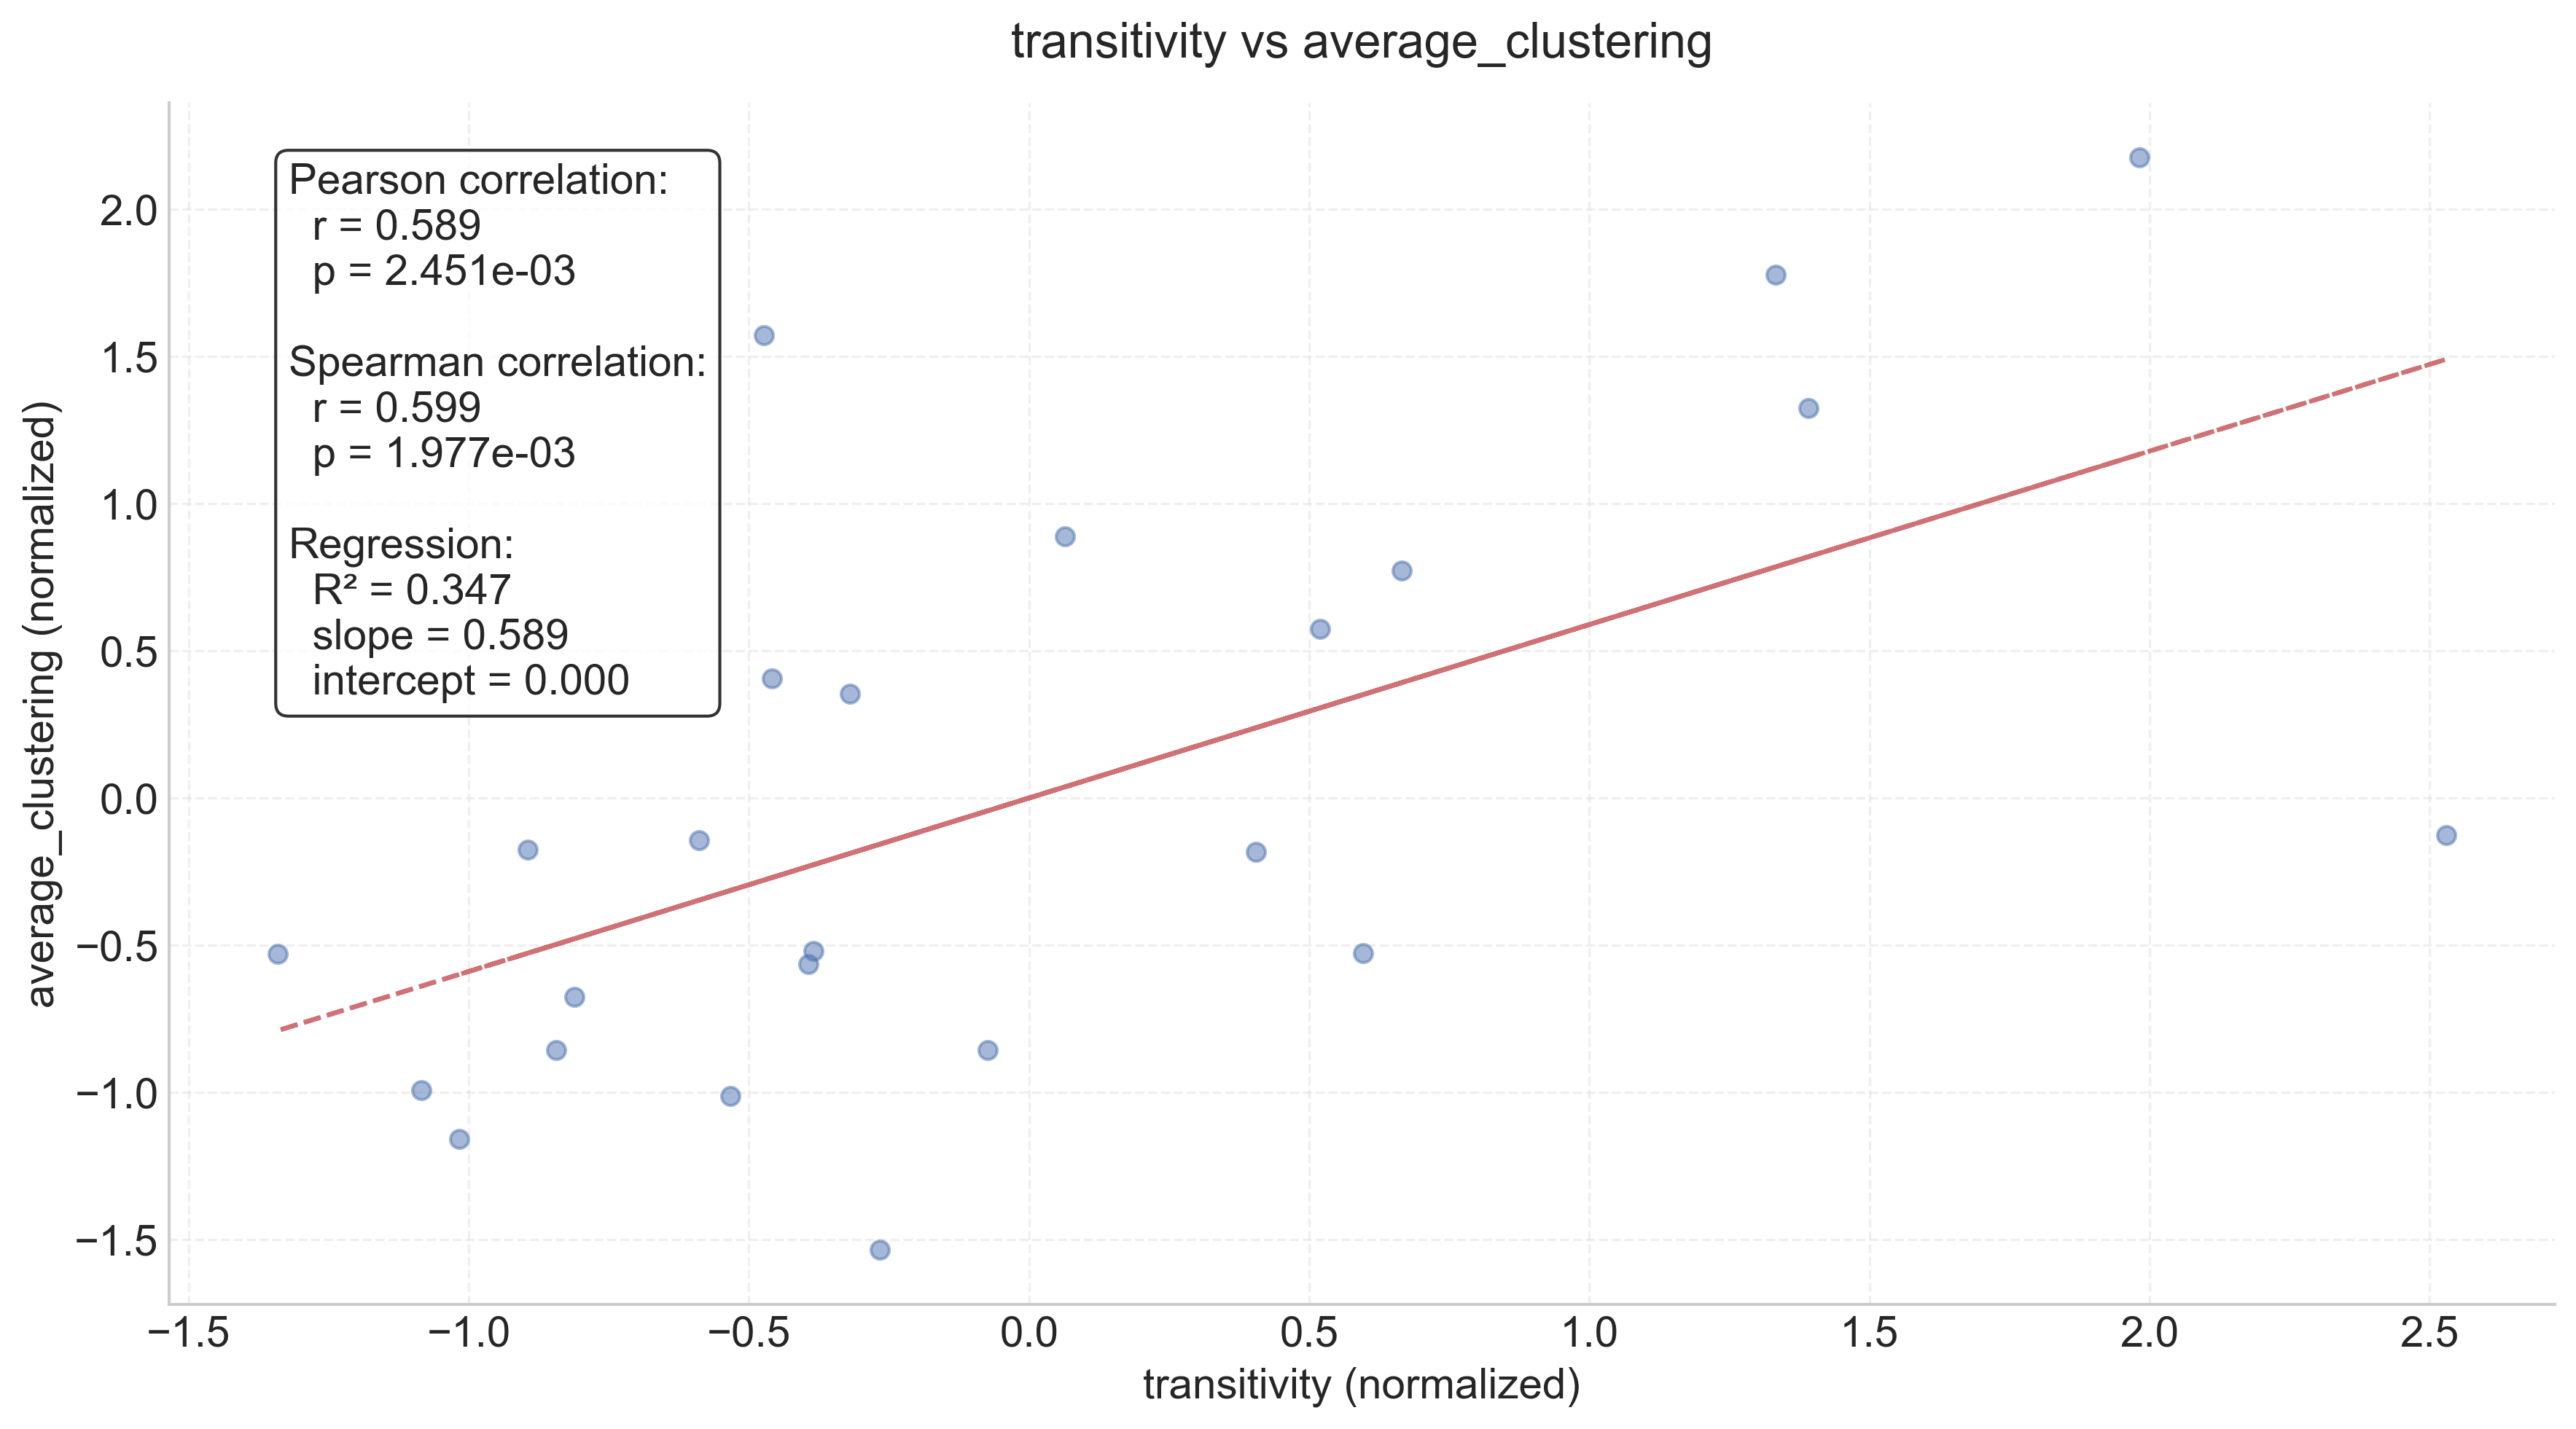 transitivity vs average_clustering
Pearson correlation:
r = 0.589
p = 2.451e-03
Spearman correlation:
r = 0.599
p = 1.977e-03
Regression:
R² = 0.347
slope = 0.589
intercept = 0.000
average_clustering (normalized)
2.0
1.5
1.0
0.5
0.0
−0.5
−1.0
−1.5
−1.5 −1.0 −0.5 0.0 0.5 1.0 1.5 2.0 2.5
transitivity (normalized)